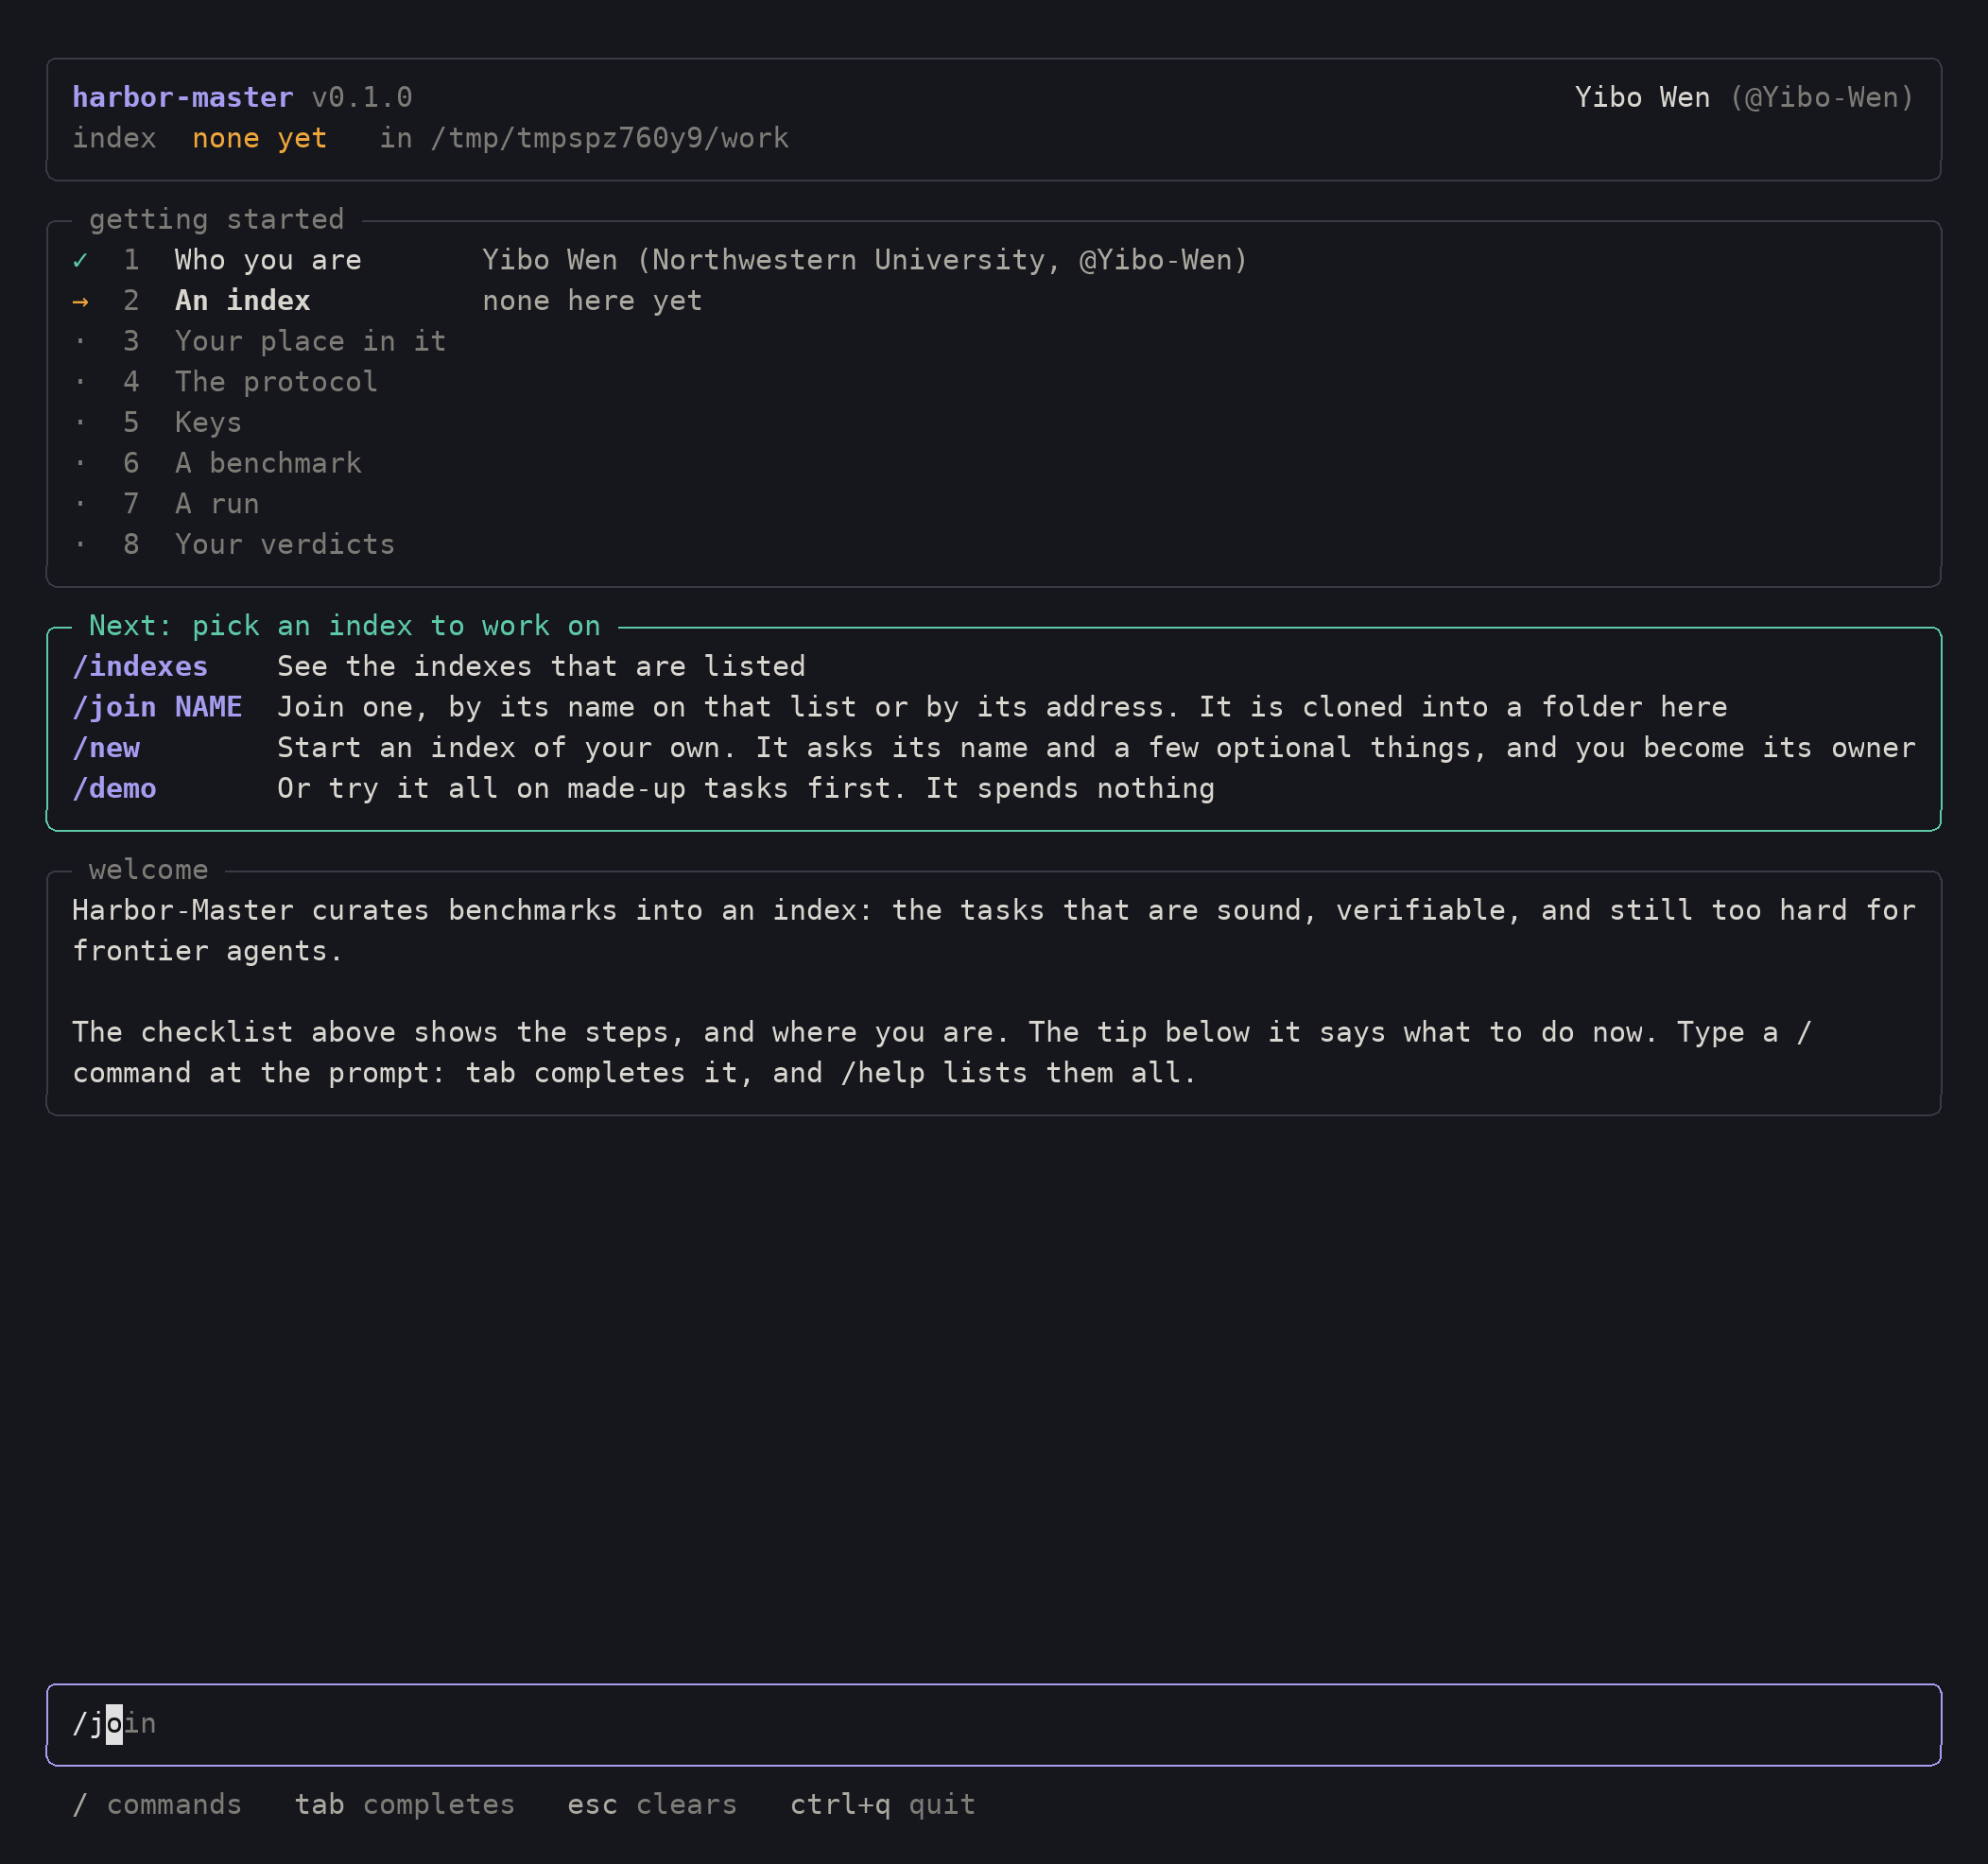 harbor-master v0.1.0 Yibo Wen (@Yibo-Wen)
index none yet in /tmp/tmpspz760y9/work
getting started
✓ 1 Who you are Yibo Wen (Northwestern University, @Yibo-Wen)
→ 2 An index none here yet
· 3 Your place in it
· 4 The protocol
· 5 Keys
· 6 A benchmark
· 7 A run
· 8 Your verdicts
Next: pick an index to work on
/indexes See the indexes that are listed
/join NAME Join one, by its name on that list or by its address. It is cloned into a folder here
/new Start an index of your own. It asks its name and a few optional things, and you become its owner
/demo Or try it all on made-up tasks first. It spends nothing
welcome
Harbor-Master curates benchmarks into an index: the tasks that are sound, verifiable, and still too hard for
frontier agents.
The checklist above shows the steps, and where you are. The tip below it says what to do now. Type a /
command at the prompt: tab completes it, and /help lists them all.
/join
/ commands tab completes esc clears ctrl+q quit